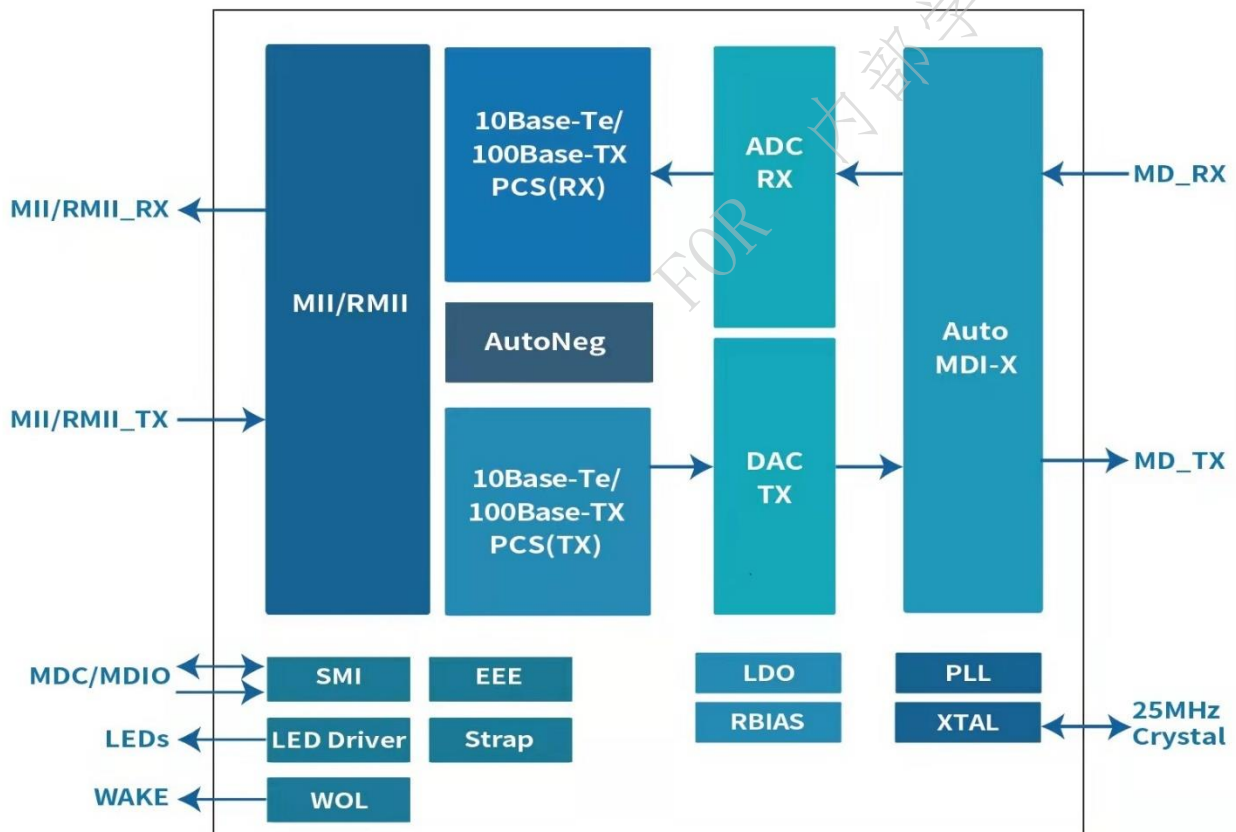 10Base-Te/
100Base-TX
PCS(RX)
ADC
RX
MD_RX
MII/RMII_RX
MII/RMII
AutoNeg
Auto
MDI-X
MII/RMII_TX
10Base-Te/
100Base-TX
PCS(TX)
DAC
TX
MD_TX
MDC/MDIO
SMI
EEE
LDO
PLL
LEDs
LED Driver
Strap
RBIAS
XTAL
25MHz
Crystal
WAKE
WOL
FOR 内部